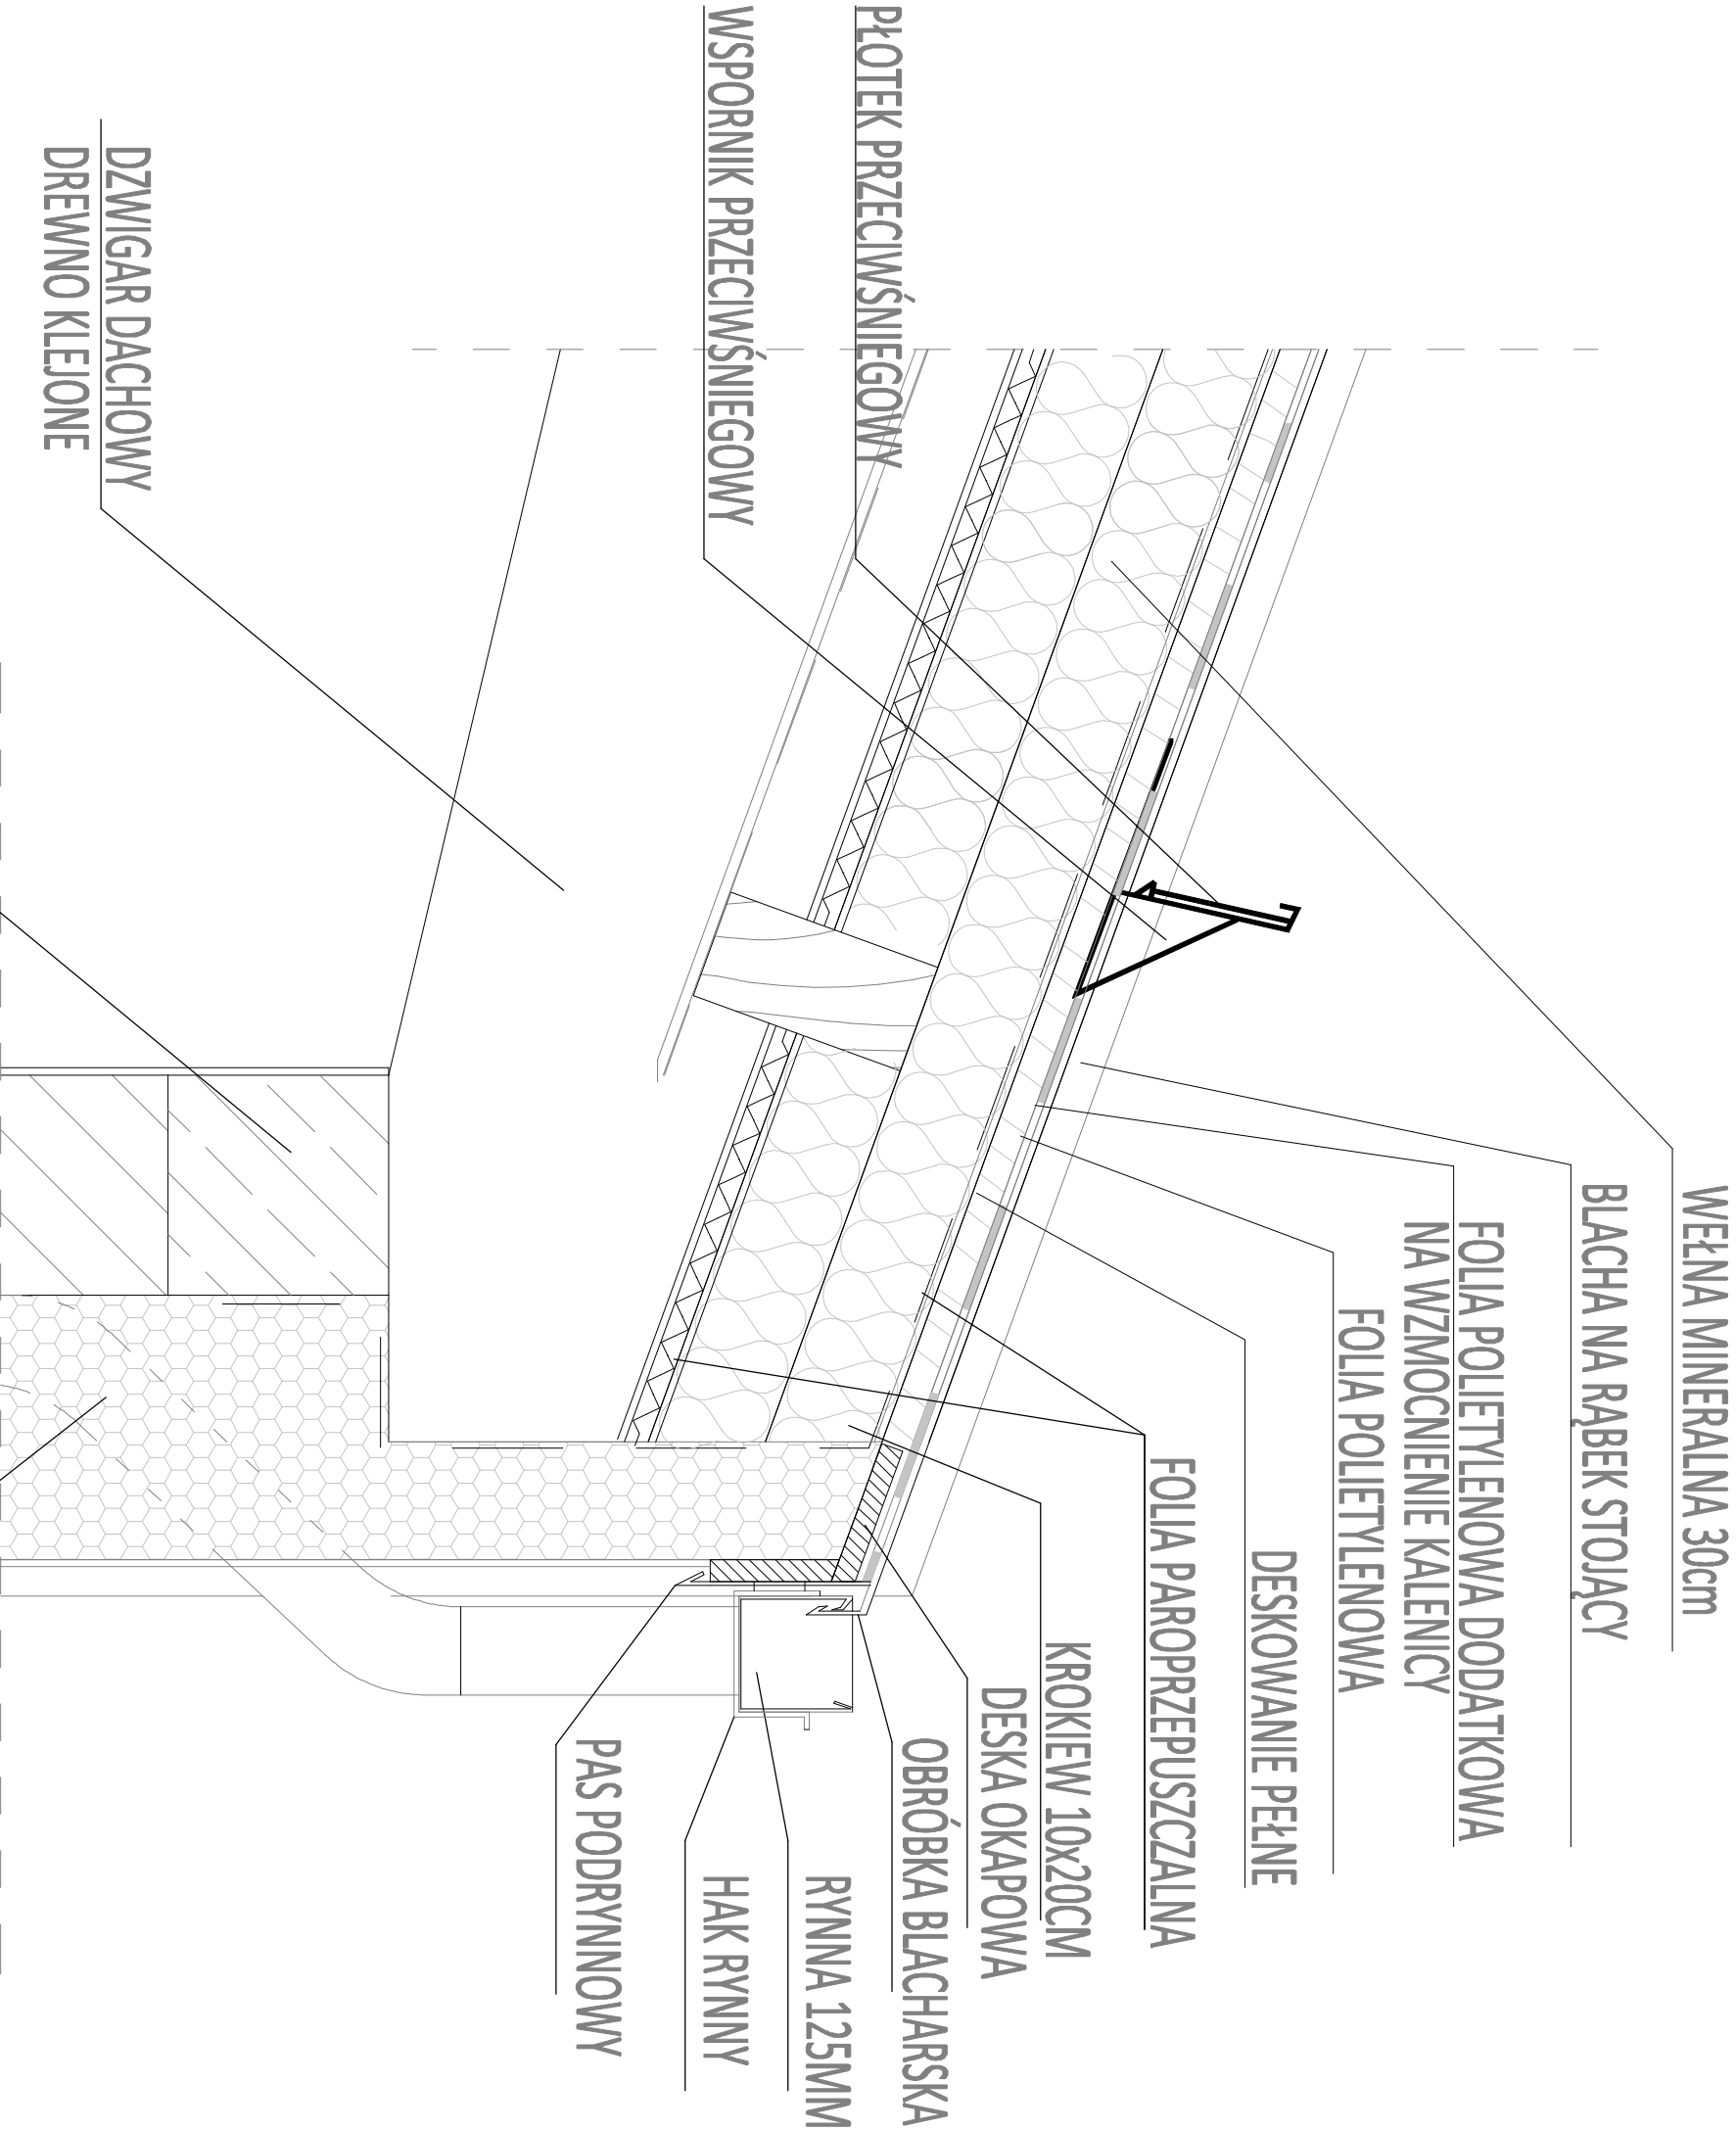 WEŁNA MINERALNA 30cm
BLACHA NA RĄBEK STOJĄCY
FOLIA POLIETYLENOWA DODATKOWA
NA WZMOCNIENIE KALENICY
FOLIA POLIETYLENOWA
DESKOWANIE PEŁNE
FOLIA PAROPRZEPUSZCZALNA
KROKIEW 10x20CM
DESKA OKAPOWA
OBRÓBKA BLACHARSKA
RYNNA 125MM
HAK RYNNY
PAS PODRYNNOWY
PŁOTEK PRZECIWŚNIEGOWY
WSPORNIK PRZECIWŚNIEGOWY
DZWIGAR DACHOWY
DREWNO KLEJONE